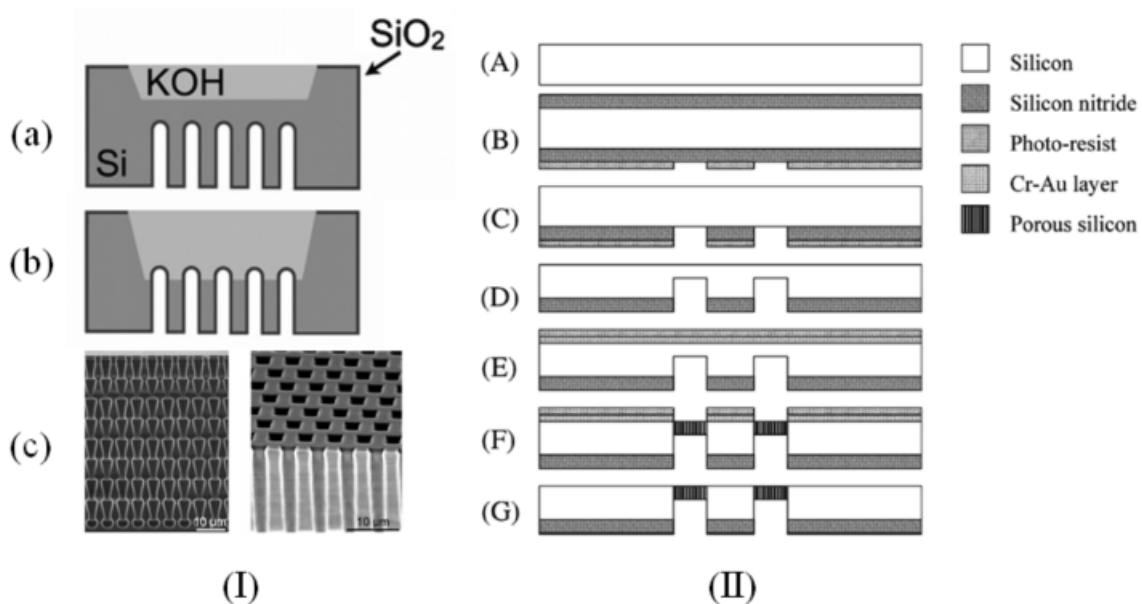 SiO2
KOH
(a)
Si
(b)
(c)
10 µm
10 µm
(I)
(A)
(B)
(C)
(D)
(E)
(F)
(G)
Silicon
Silicon nitride
Photo-resist
Cr-Au layer
Porous silicon
(II)